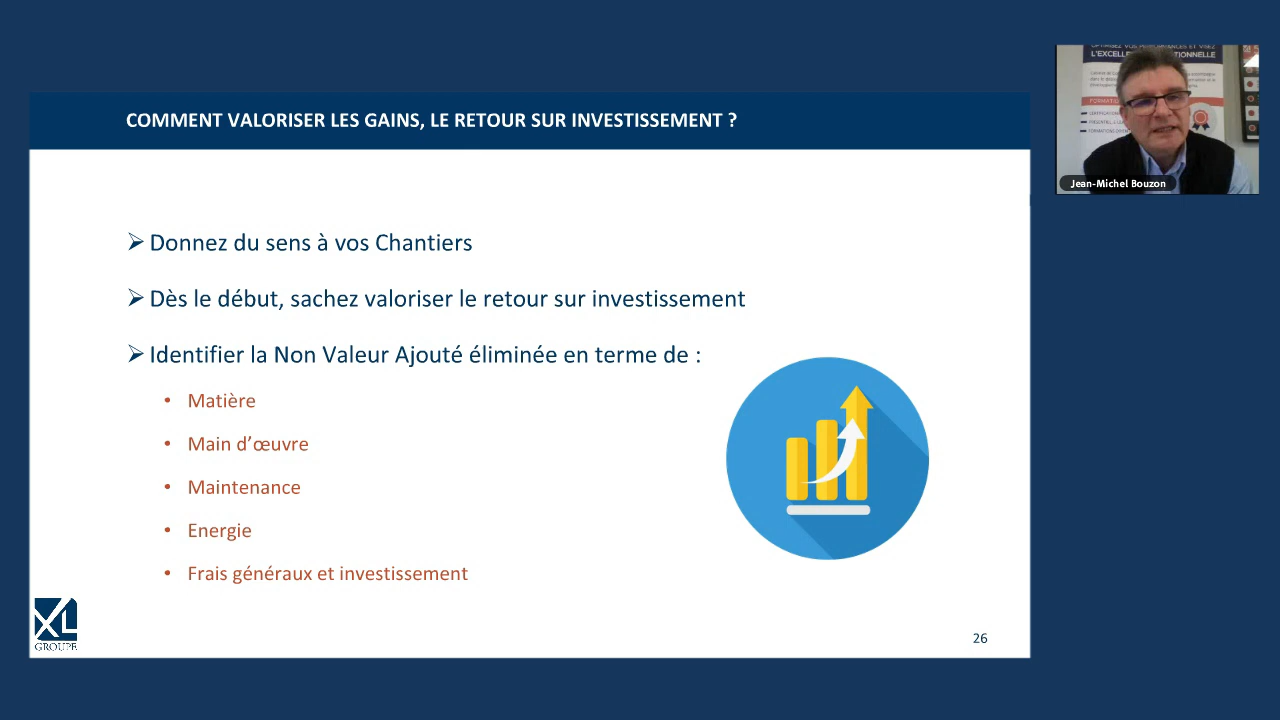 COMMENT VALORISER LES GAINS, LE RETOUR SUR INVESTISSEMENT ?
➢ Donnez du sens à vos Chantiers
➢ Dès le début, sachez valoriser le retour sur investissement
➢ Identifier la Non Valeur Ajouté éliminée en terme de :
• Matière
• Main d’œuvre
• Maintenance
• Energie
• Frais généraux et investissement
XL
GROUPE
26
L'EXCELLE
Jean-Michel Bouzon